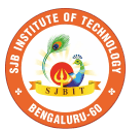 SJB INSTITUTE OF TECHNOLOGY
SJBIT
BENGALURU-60